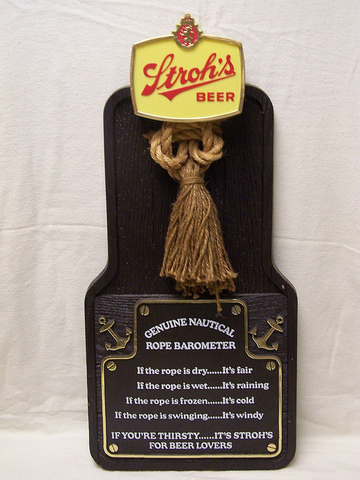 Stroh's
BEER
GENUINE NAUTICAL
ROPE BAROMETER
If the rope is dry......It's fair
If the rope is wet......It's raining
If the rope is frozen......It's cold
If the rope is swinging......It's windy
IF YOU'RE THIRSTY......IT'S STROH'S
FOR BEER LOVERS